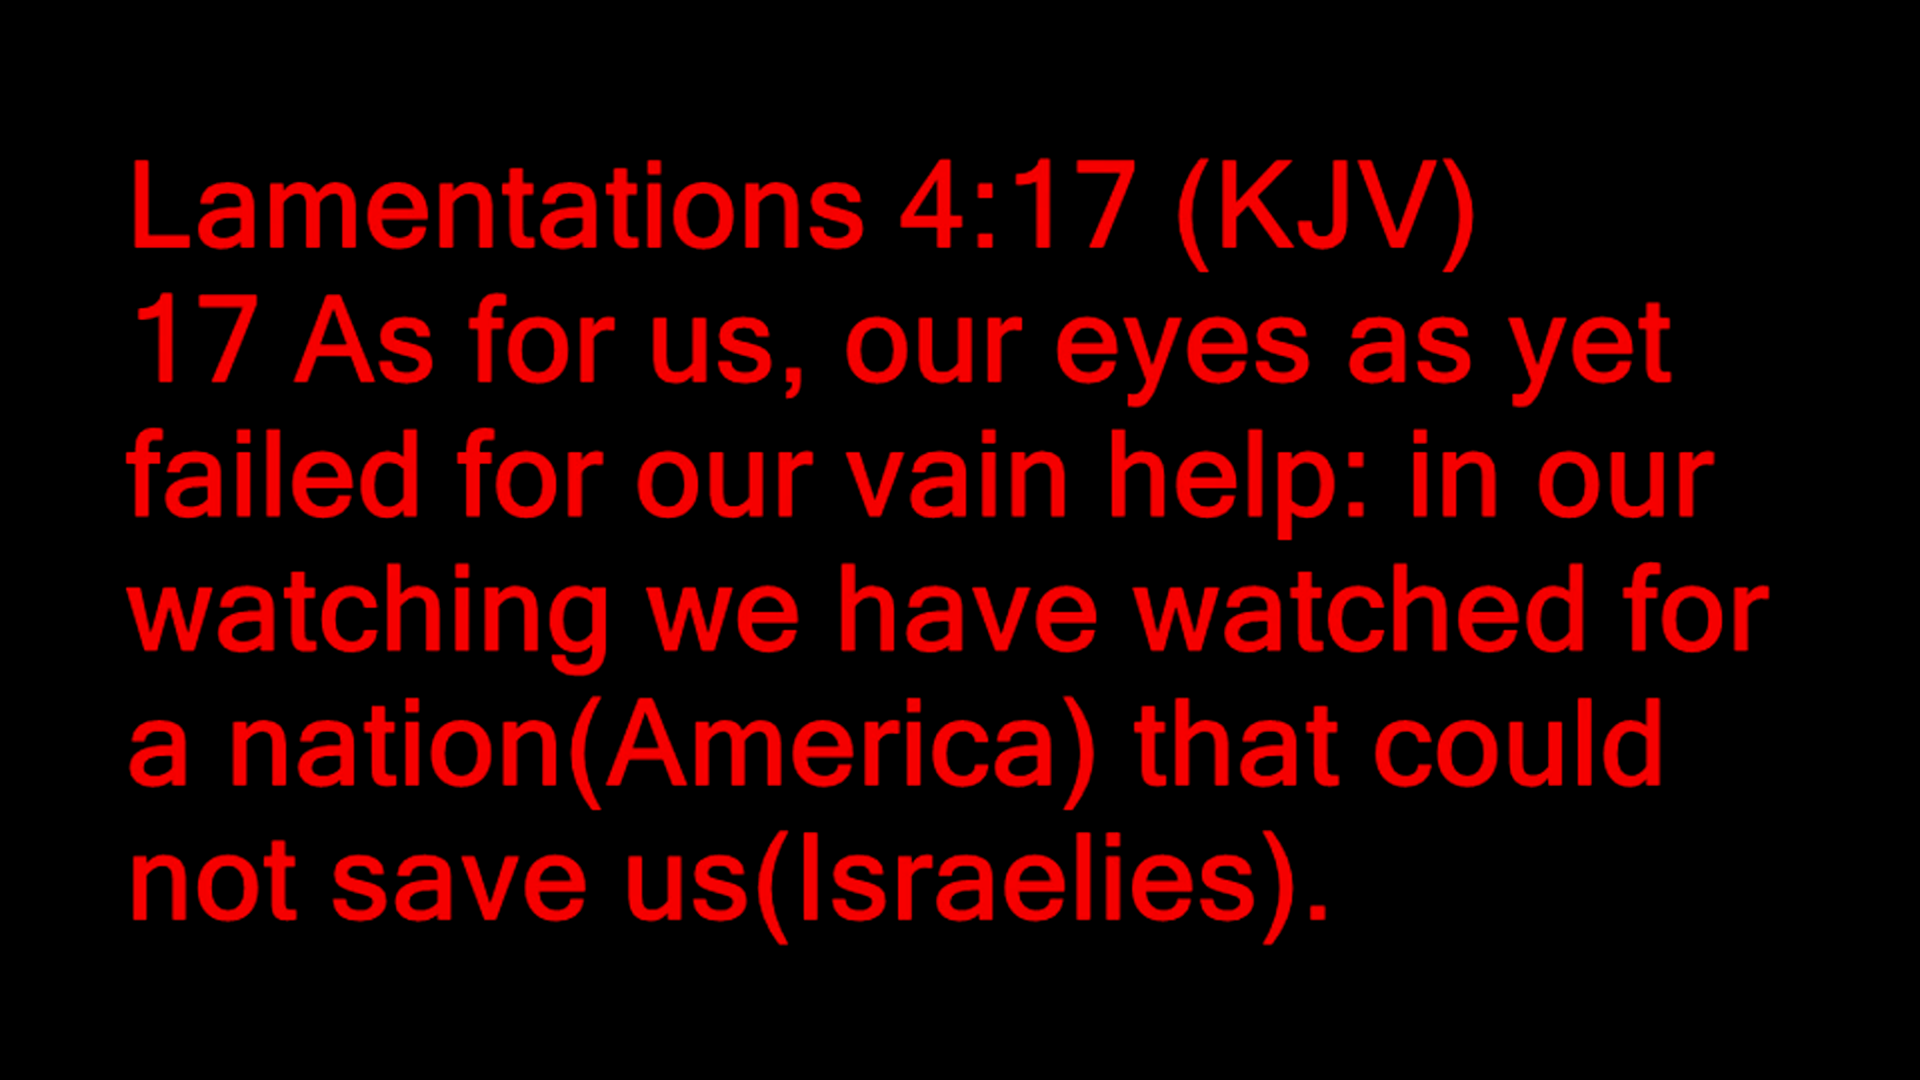 Lamentations 4:17 (KJV)
17 As for us, our eyes as yet
failed for our vain help: in our
watching we have watched for
a nation(America) that could
not save us(Israelies).